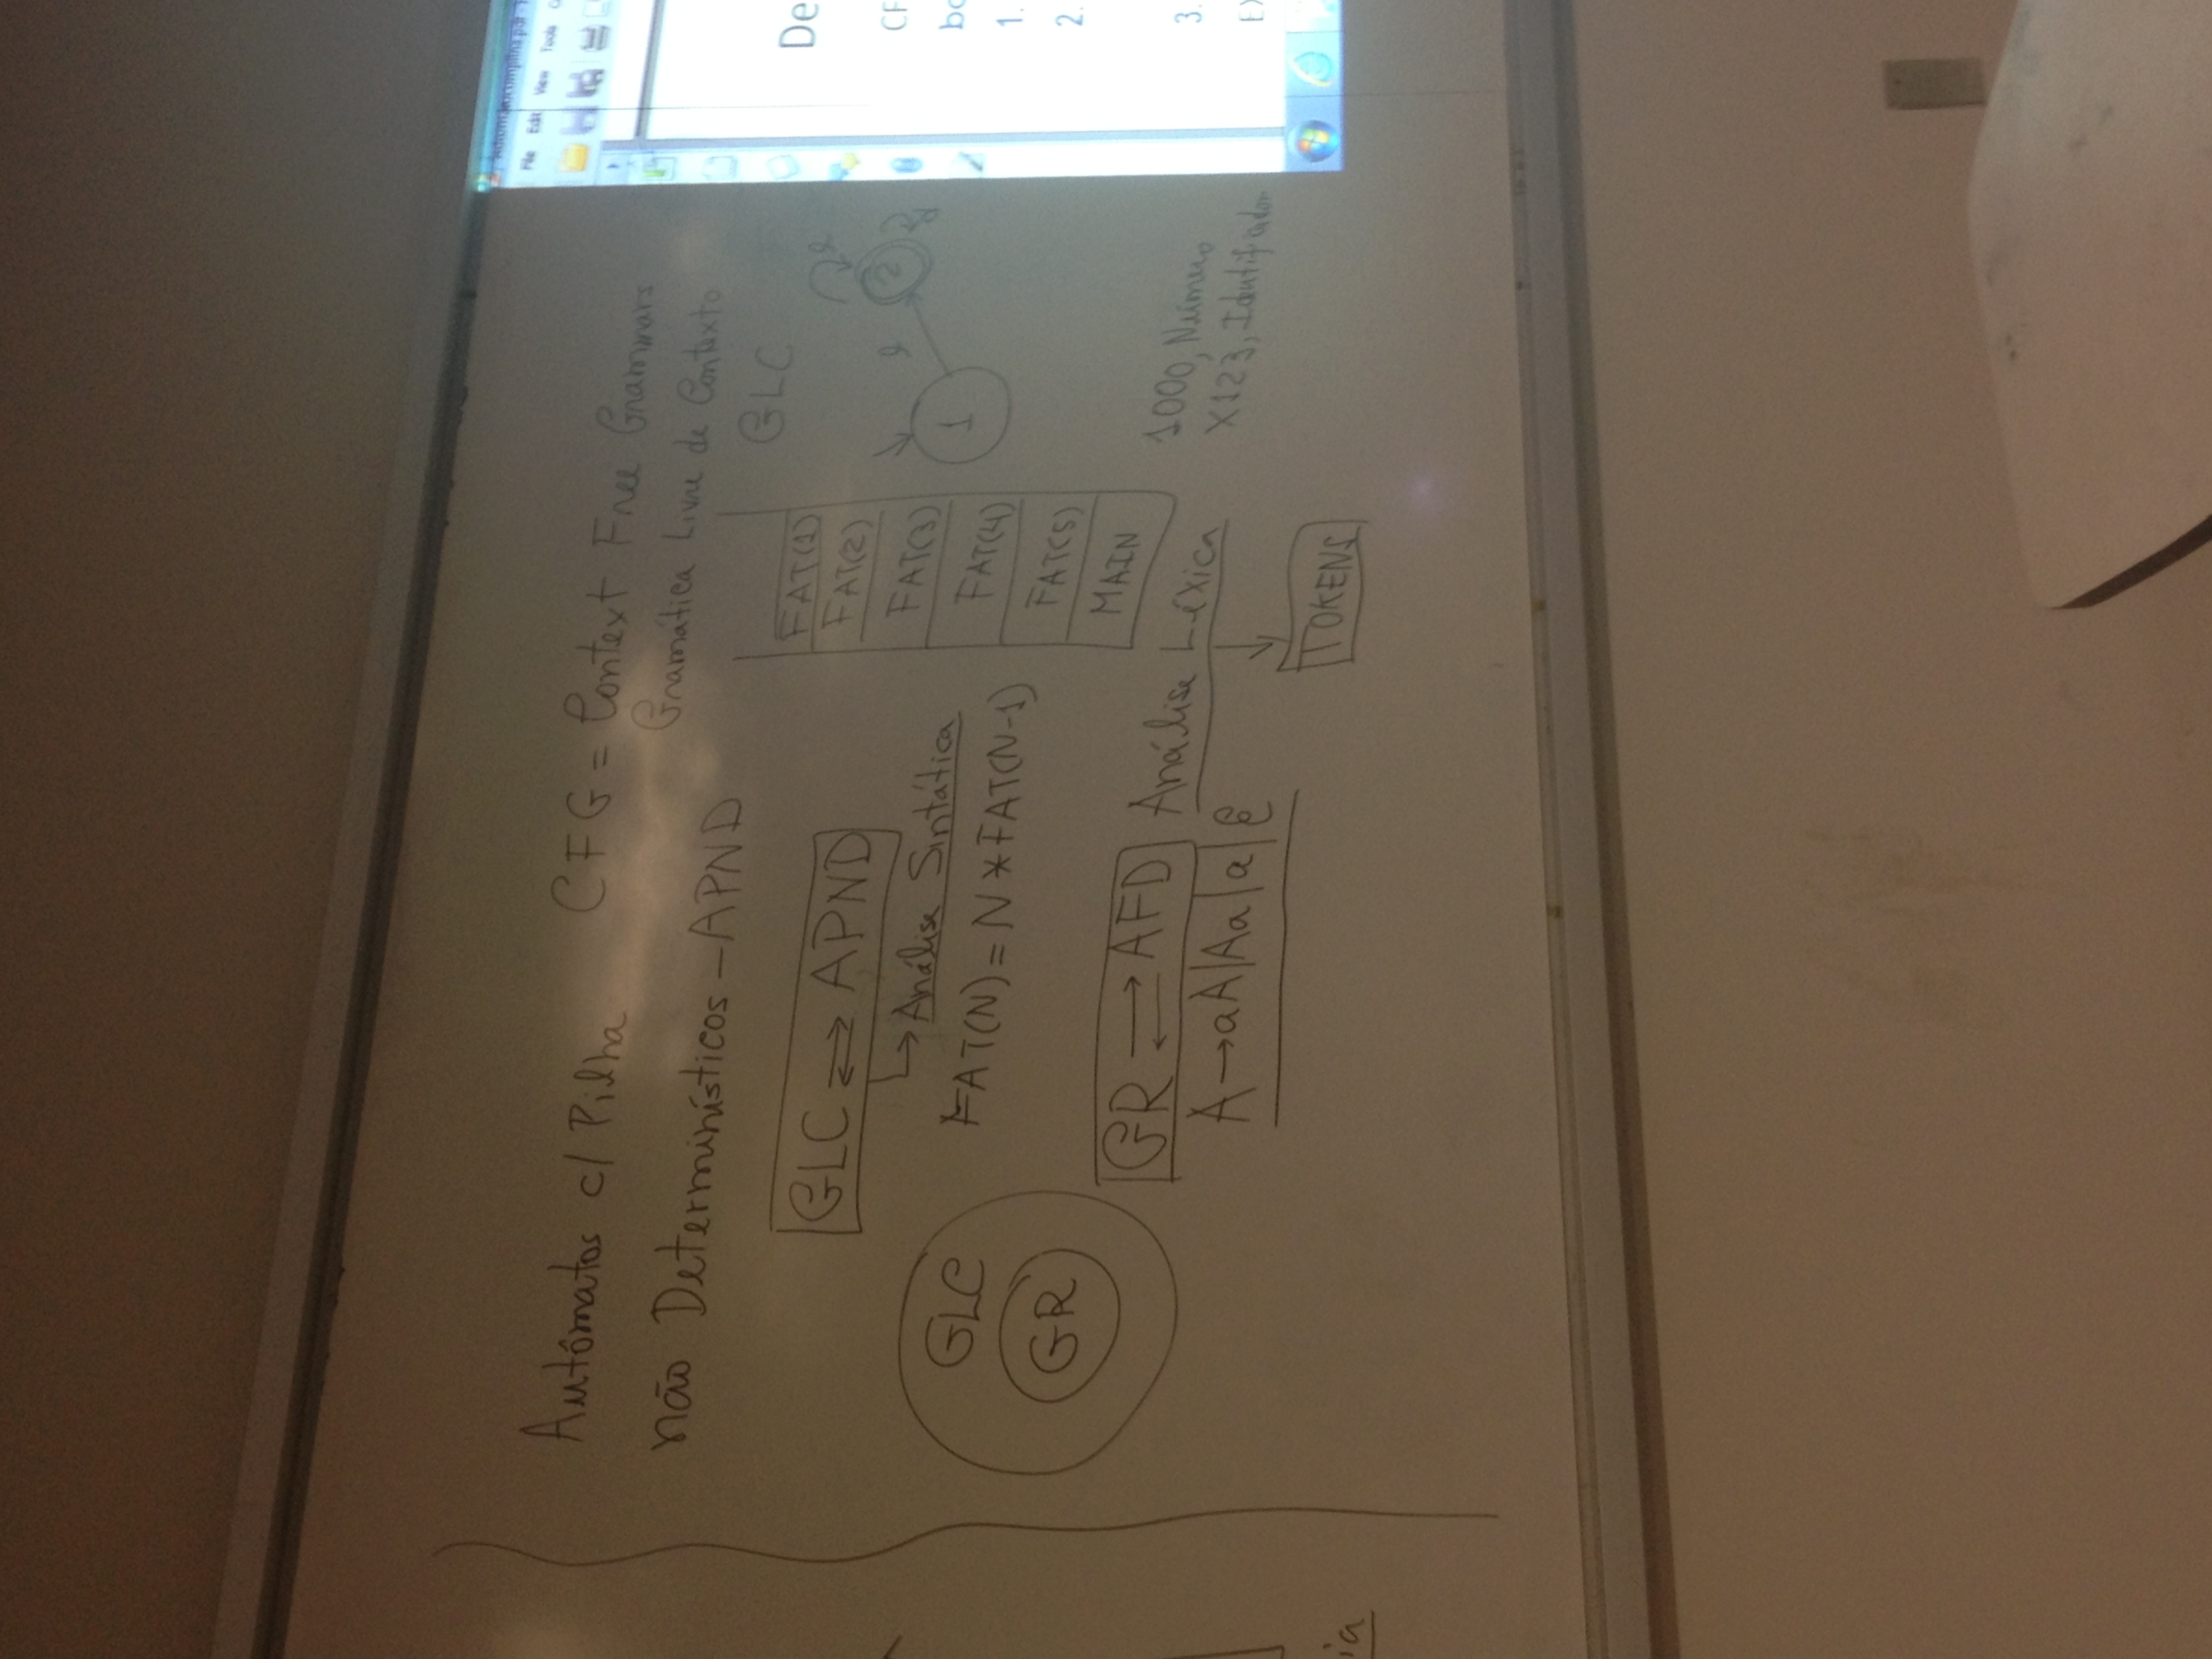 Autômatos c/ Pilha
não Determinísticos - APND
CFG = Context Free Grammars
Gramática Livre de Contexto
GLC
GLC ⇄ APND
Análise Sintática
FAT(N) = N * FAT(N-1)
GLC
GR
GR ⇄ AFD
Análise Léxica
A → aA|Aa|a|
TOKENS
FAT(1)
FAT(2)
FAT(3)
FAT(4)
FAT(5)
MAIN
1
2
1000, Número
X123, Identificador
ia
File Edit View Tools
De
CF
bo
1.
2.
3.